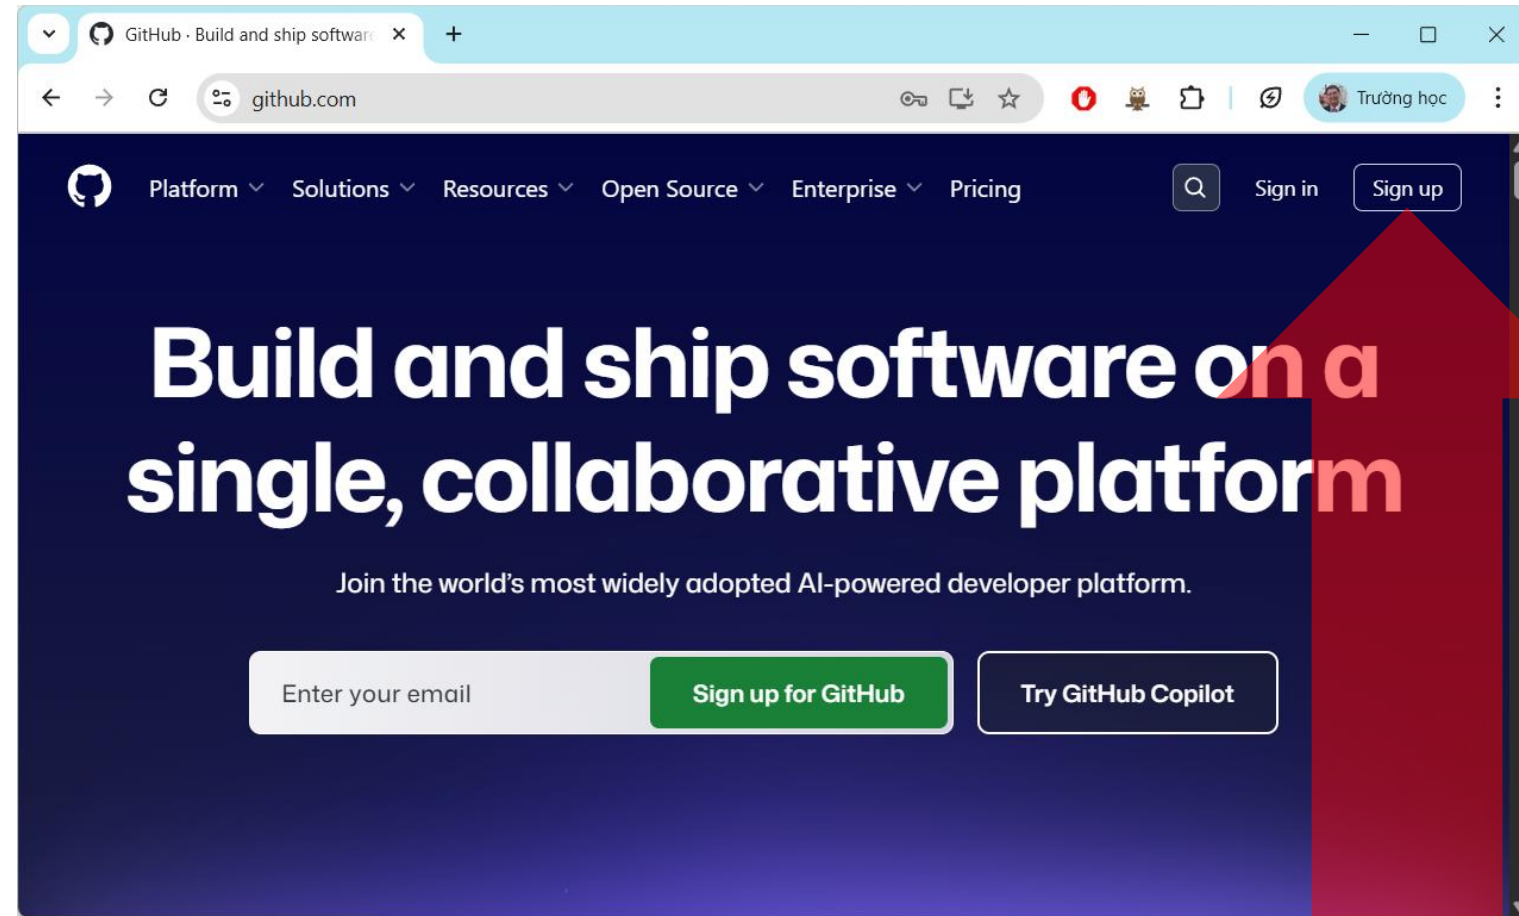 GitHub · Build and ship software
github.com
Trường học
Platform Solutions Resources Open Source Enterprise Pricing Sign in Sign up
Build and ship software on a
single, collaborative platform
Join the world's most widely adopted AI-powered developer platform.
Enter your email Sign up for GitHub Try GitHub Copilot